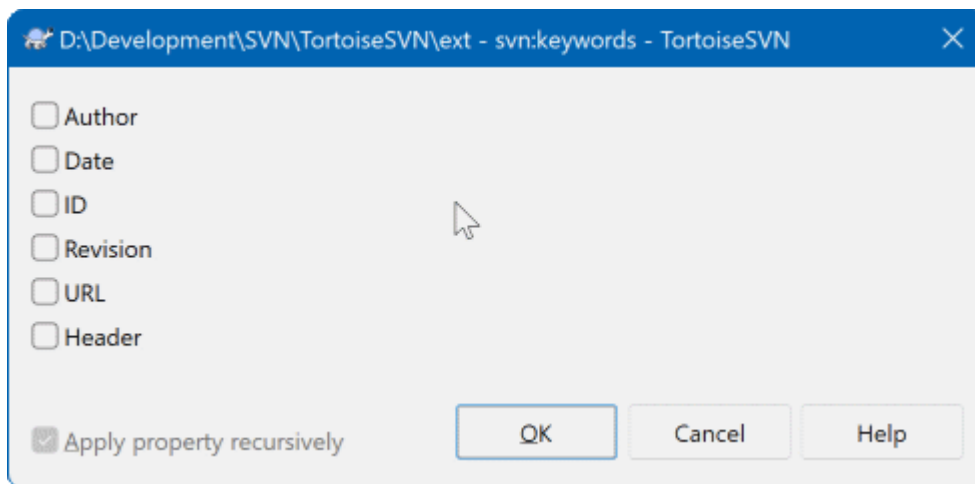 D:\Development\SVN\TortoiseSVN\ext - svn:keywords - TortoiseSVN
Author
Date
ID
Revision
URL
Header
Apply property recursively
OK
Cancel
Help